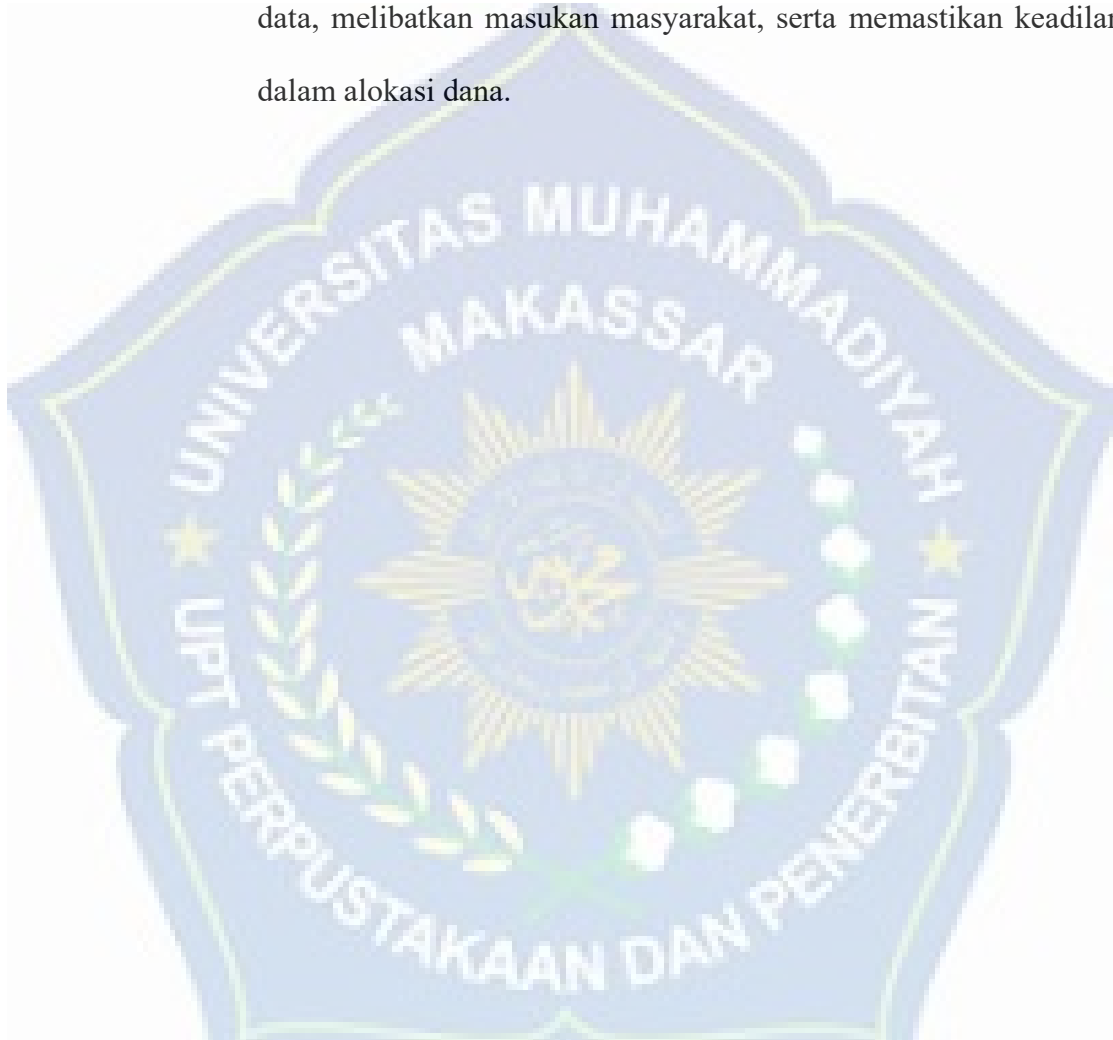 data, melibatkan masukan masyarakat, serta memastikan keadilan
dalam alokasi dana.
UNIVERSITAS MUHAMMADIYAH
MAKASSAR
UPT PERPUSTAKAAN DAN PENERBITAN